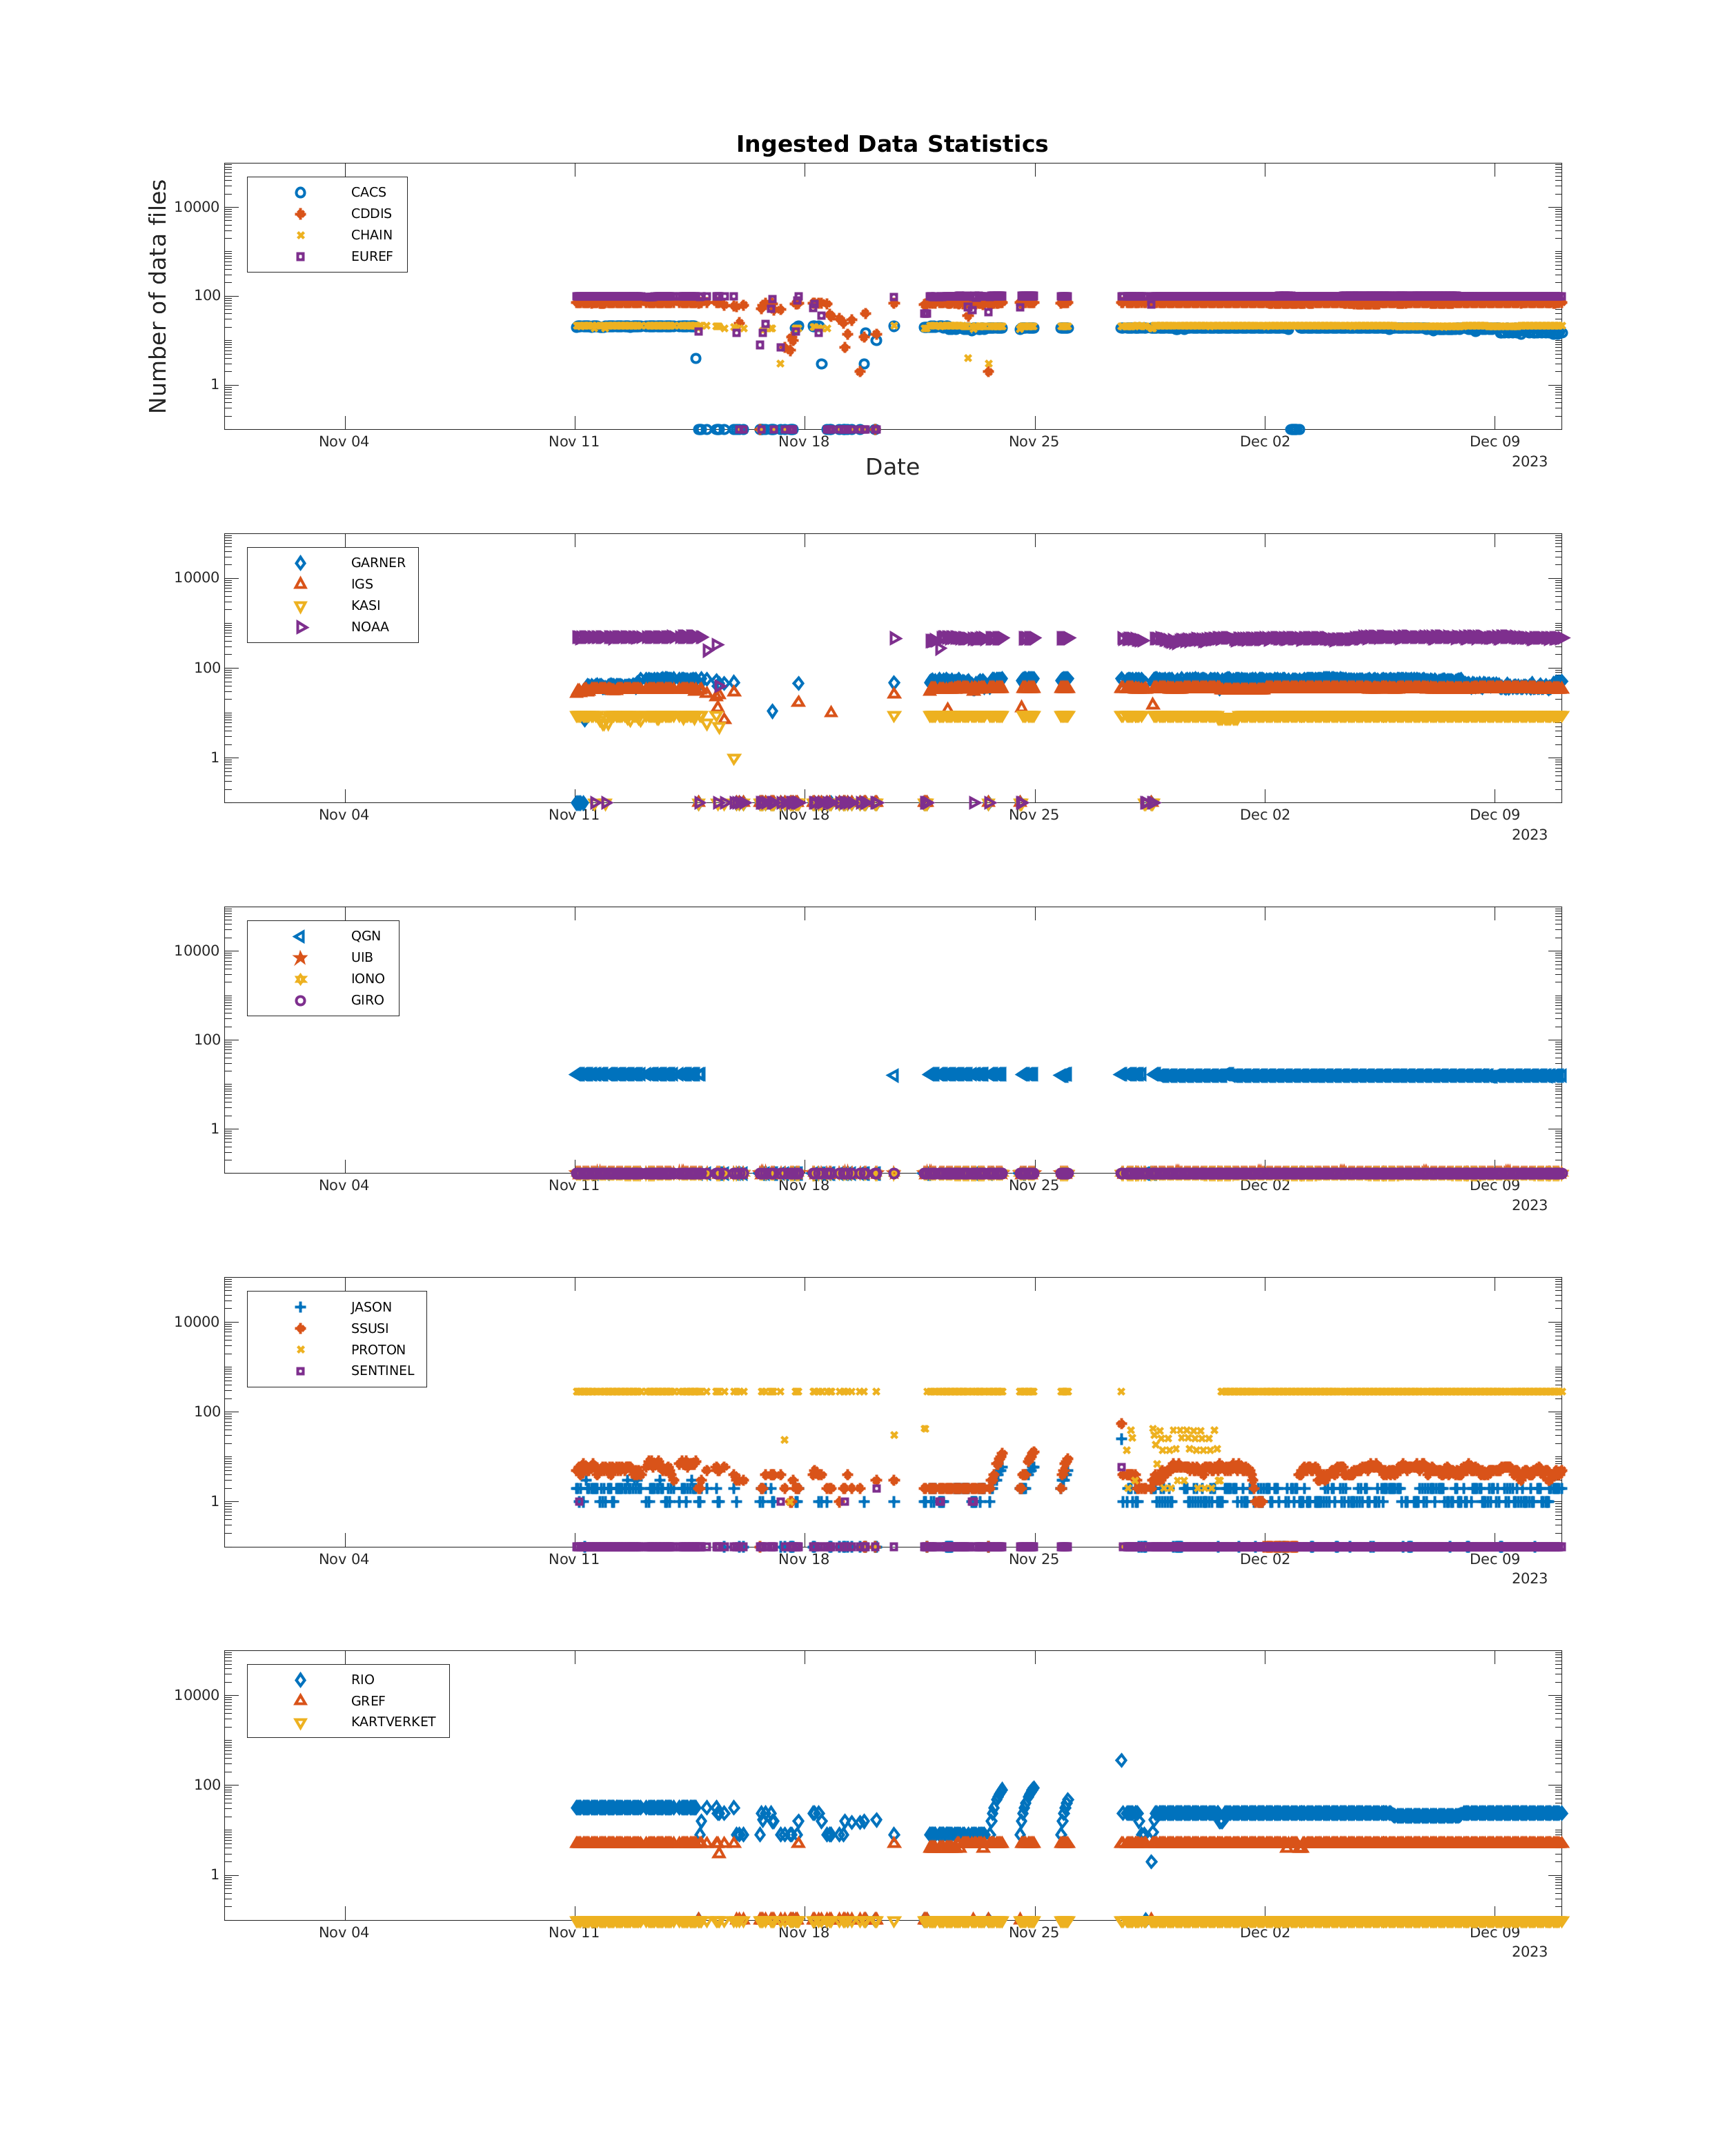 Ingested Data Statistics
Number of data files
10000
100
1
CACS
CDDIS
CHAIN
EUREF
Nov 04 Nov 11 Nov 18 Nov 25 Dec 02 Dec 09
2023
Date
10000
100
1
GARNER
IGS
KASI
NOAA
Nov 04 Nov 11 Nov 18 Nov 25 Dec 02 Dec 09
2023
10000
100
1
QGN
UIB
IONO
GIRO
Nov 04 Nov 11 Nov 18 Nov 25 Dec 02 Dec 09
2023
10000
100
1
JASON
SSUSI
PROTON
SENTINEL
Nov 04 Nov 11 Nov 18 Nov 25 Dec 02 Dec 09
2023
10000
100
1
RIO
GREF
KARTVERKET
Nov 04 Nov 11 Nov 18 Nov 25 Dec 02 Dec 09
2023